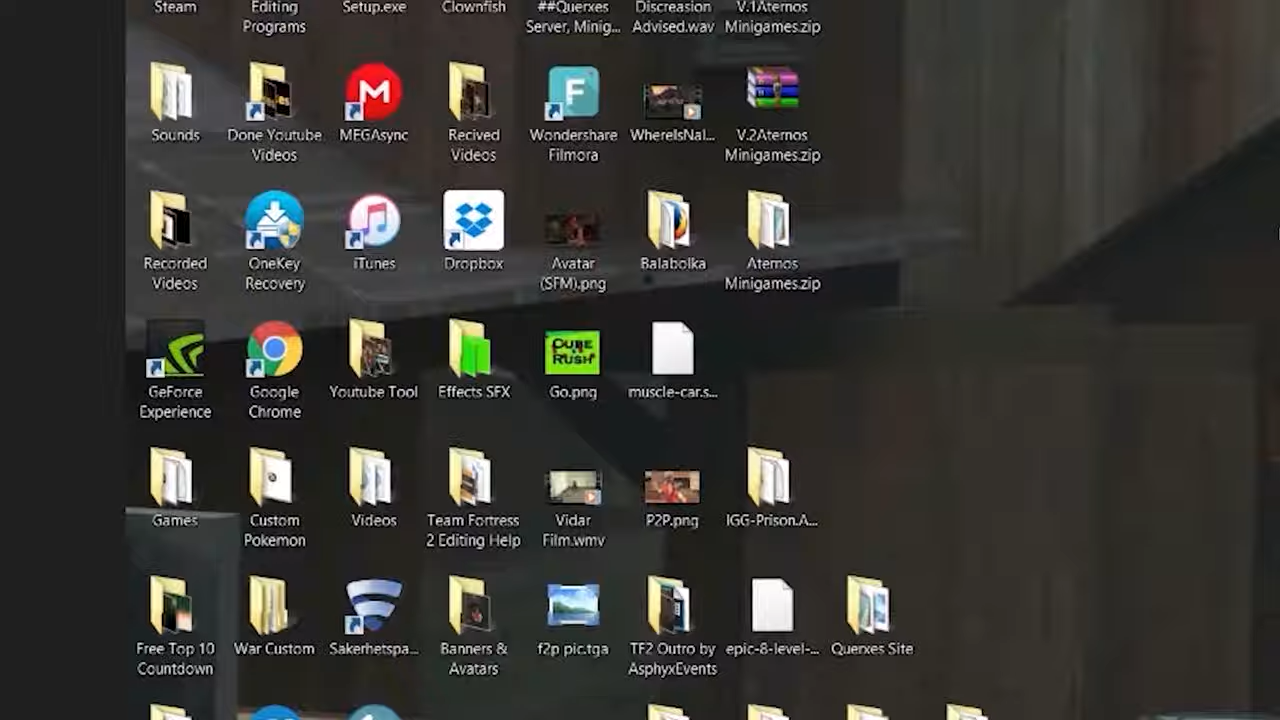 Steam
Editing
Programs
Setup.exe
Clownfish
##Querxes
Server, Minig...
Discreasion
Advised.wav
V.1Aternos
Minigames.zip
Sounds
Done Youtube
Videos
MEGAsync
Recived
Videos
Wondershare
Filmora
WhereIsNal...
V.2Aternos
Minigames.zip
Recorded
Videos
OneKey
Recovery
iTunes
Dropbox
Avatar
(SFM).png
Balabolka
Aternos
Minigames.zip
GeForce
Experience
Google
Chrome
Youtube Tool
Effects SFX
CUBE
RUSH
Go.png
muscle-car.s...
Games
Custom
Pokemon
Videos
Team Fortress
2 Editing Help
Vidar
Film.wmv
P2P.png
IGG-Prison.A...
Free Top 10
Countdown
War Custom
Säkerhetspa...
Banners &
Avatars
f2p pic.tga
TF2 Outro by
AsphyxEvents
epic-8-level-...
Querxes Site